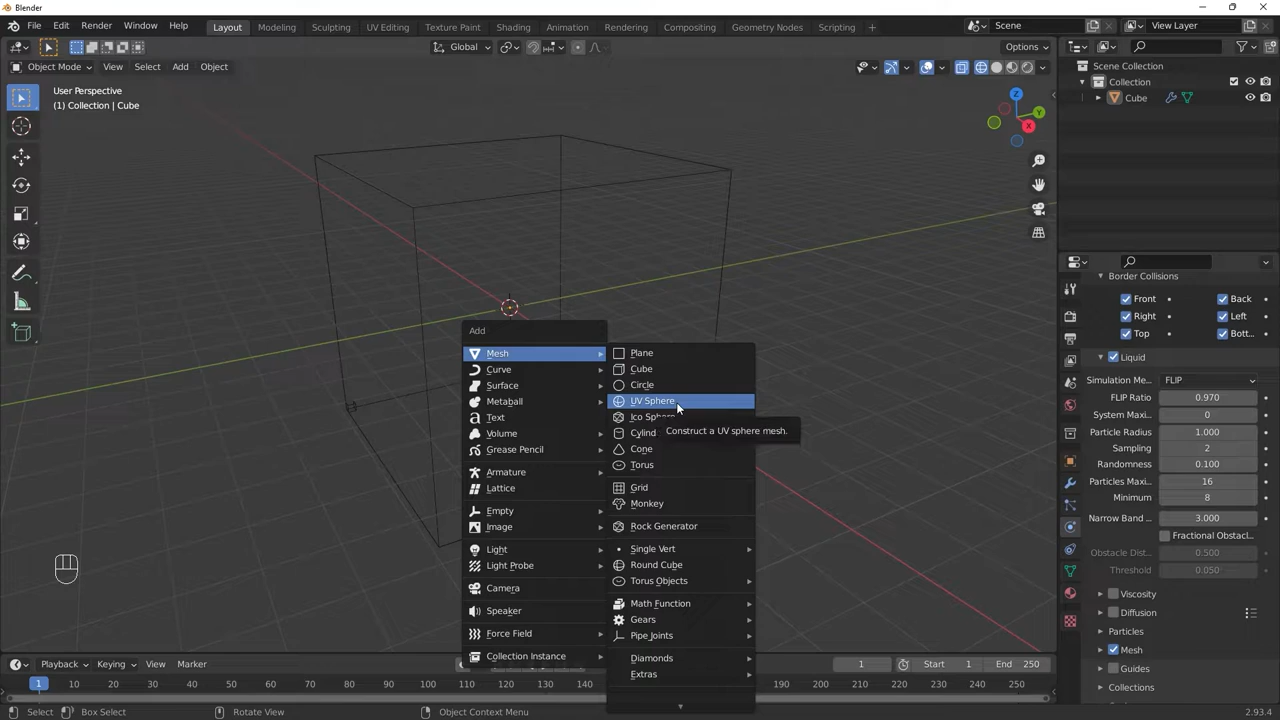 Blender
File Edit Render Window Help Layout Modeling Sculpting UV Editing Texture Paint Shading Animation Rendering Compositing Geometry Nodes Scripting + Scene View Layer
Global Options
Object Mode View Select Add Object
User Perspective
(1) Collection | Cube
Z
Y
X
Scene Collection
Collection
Cube
Add
Mesh
Curve
Surface
Metaball
Text
Volume
Grease Pencil
Armature
Lattice
Empty
Image
Light
Light Probe
Camera
Speaker
Force Field
Collection Instance
Plane
Cube
Circle
UV Sphere
Ico Sphere
Cylind
Cone
Torus
Grid
Monkey
Rock Generator
Single Vert
Round Cube
Torus Objects
Math Function
Gears
Pipe Joints
Diamonds
Extras
Construct a UV sphere mesh.
Border Collisions
Front Back
Right Left
Top Bott...
Liquid
Simulation Me... FLIP
FLIP Ratio 0.970
System Maxi... 0
Particle Radius 1.000
Sampling 2
Randomness 0.100
Particles Maxi... 16
Minimum 8
Narrow Band ... 3.000
Fractional Obstac...
Obstacle Dist... 0.500
Threshold 0.050
Viscosity
Diffusion
Particles
Mesh
Guides
Collections
Playback Keying View Marker 1 Start 1 End 250
1 10 20 30 40 50 60 70 80 90 100 110 120 130 140 190 200 210 220 230 240 250
Select Box Select Rotate View Object Context Menu 2.93.4